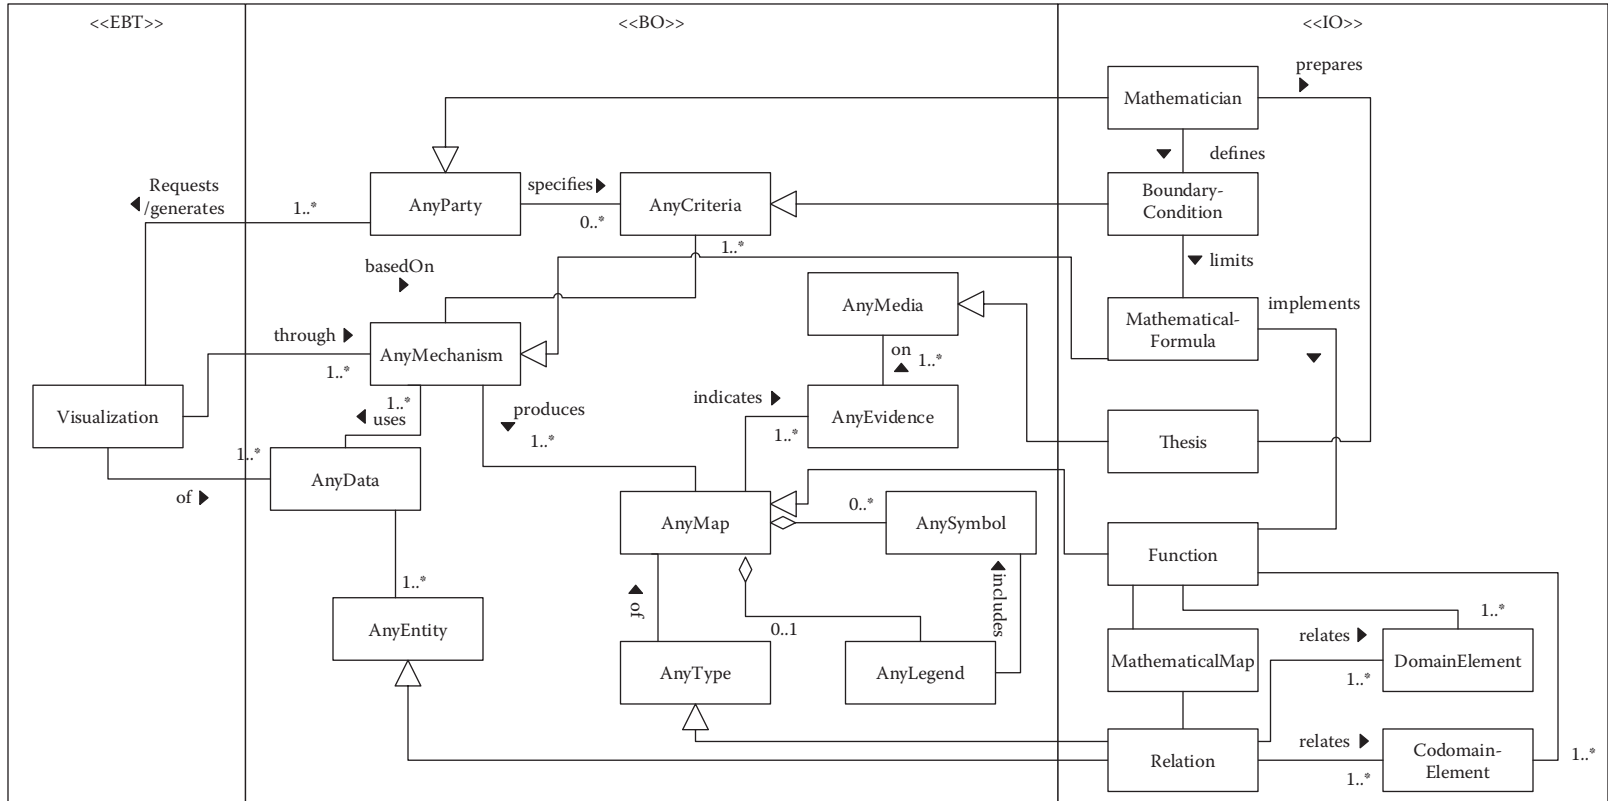 <<EBT>>
<<BO>>
<<IO>>
prepares
Mathematician
defines
Requests
/generates
1..*
AnyParty
specifies
0..*
AnyCriteria
1..*
Boundary-
Condition
limits
basedOn
AnyMedia
Mathematical-
Formula
implements
through
1..*
AnyMechanism
on
1..*
Visualization
1..*
uses
produces
1..*
indicates
1..*
AnyEvidence
Thesis
1..*
of
AnyData
AnyMap
0..*
AnySymbol
Function
1..*
of
includes
1..*
AnyEntity
0..1
relates
1..*
DomainElement
AnyType
AnyLegend
MathematicalMap
Relation
relates
1..*
Codomain-
Element
1..*